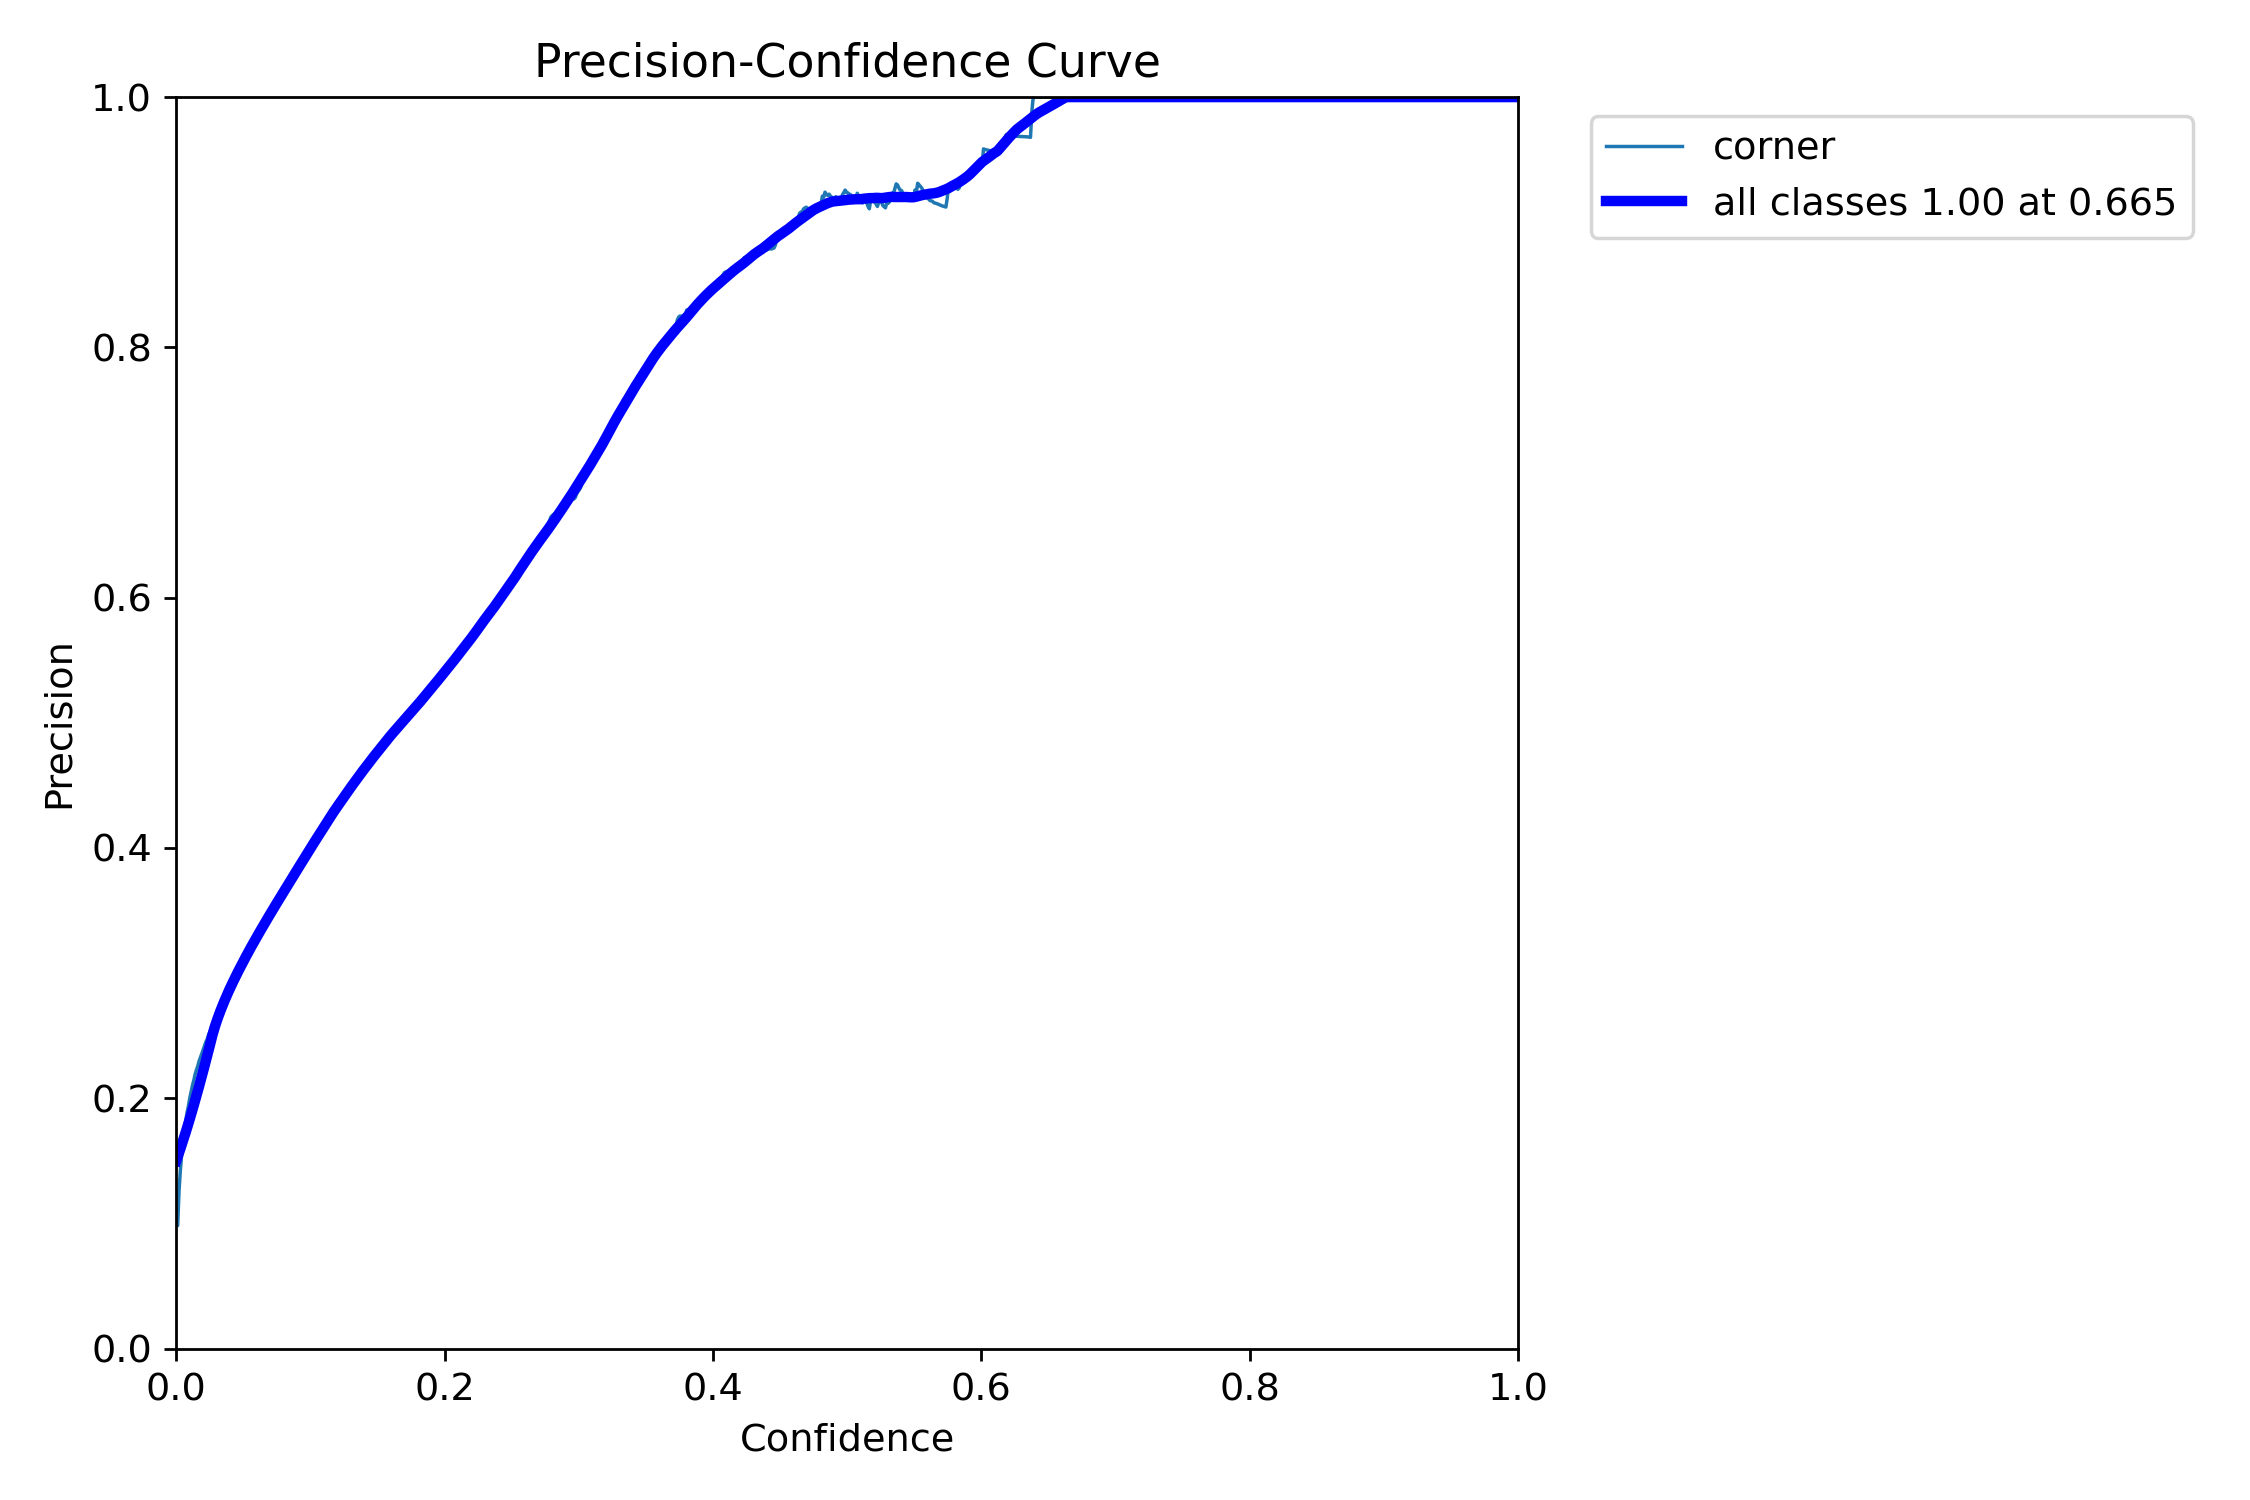 Precision-Confidence Curve
corner
all classes 1.00 at 0.665
1.0
0.8
0.6
0.4
0.2
0.0
Precision
0.0 0.2 0.4 0.6 0.8 1.0
Confidence